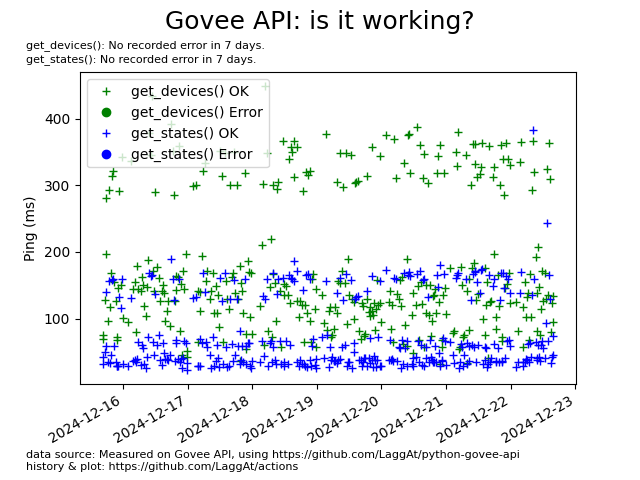 Govee API: is it working?
get_devices(): No recorded error in 7 days.
get_states(): No recorded error in 7 days.
get_devices() OK
get_devices() Error
get_states() OK
get_states() Error
Ping (ms)
400
300
200
100
2024-12-16
2024-12-17
2024-12-18
2024-12-19
2024-12-20
2024-12-21
2024-12-22
2024-12-23
data source: Measured on Govee API, using https://github.com/LaggAt/python-govee-api
history & plot: https://github.com/LaggAt/actions